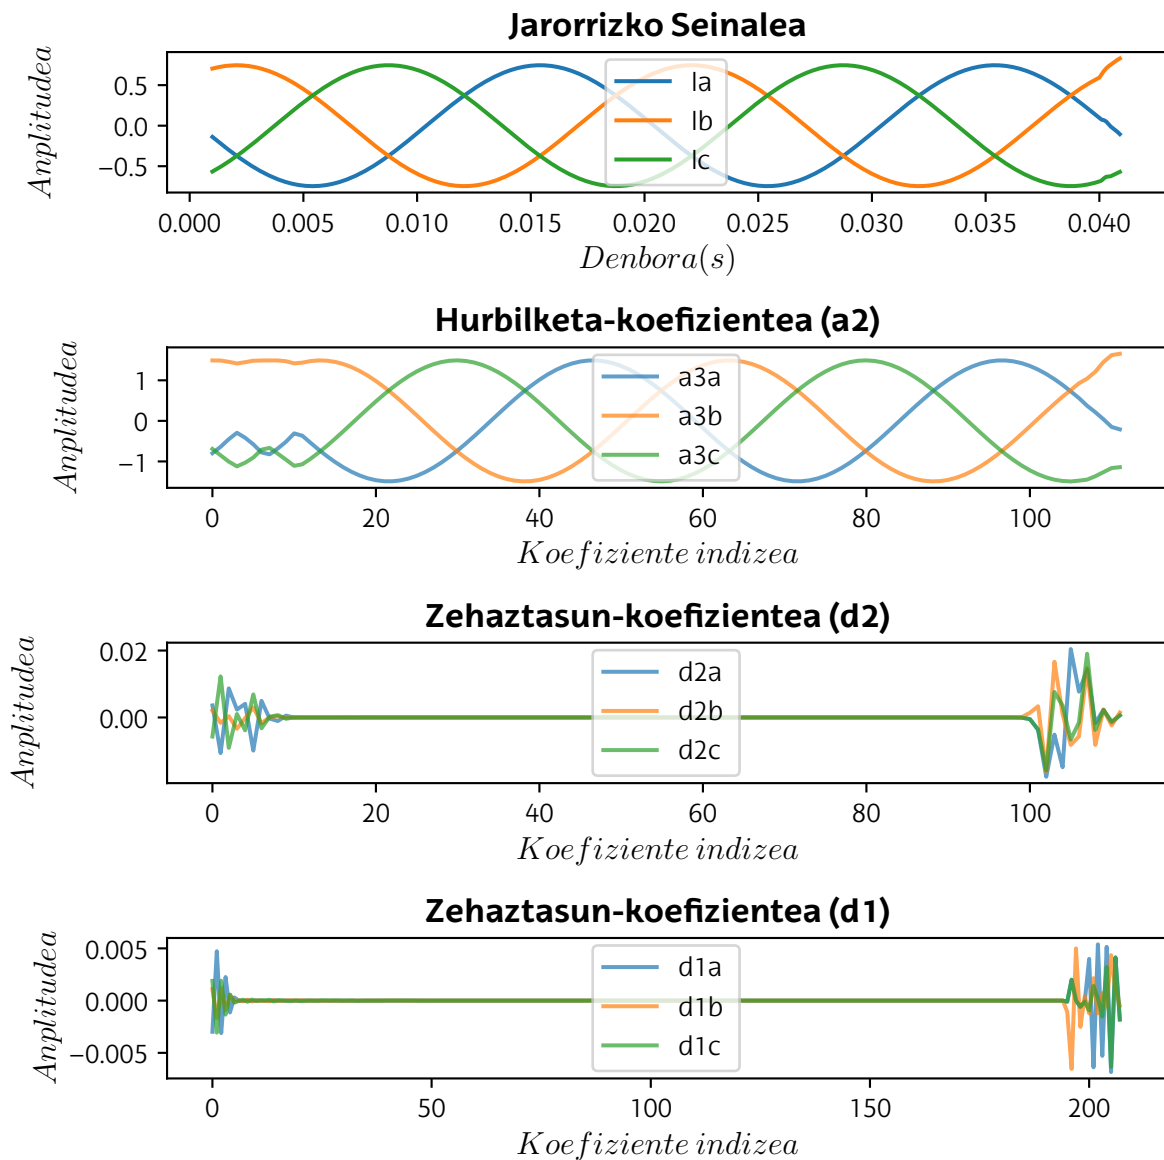 Jarorrizko Seinalea
Anplitudea
0.5
0.0
−0.5
Ia
Ib
Ic
0.000 0.005 0.010 0.015 0.020 0.025 0.030 0.035 0.040
Denbora(s)
Hurbilketa-koefizientea (a2)
Anplitudea
1
0
−1
a3a
a3b
a3c
0 20 40 60 80 100
Koefiziente indizea
Zehaztasun-koefizientea (d2)
Anplitudea
0.02
0.00
d2a
d2b
d2c
0 20 40 60 80 100
Koefiziente indizea
Zehaztasun-koefizientea (d1)
Anplitudea
0.005
0.000
−0.005
d1a
d1b
d1c
0 50 100 150 200
Koefiziente indizea